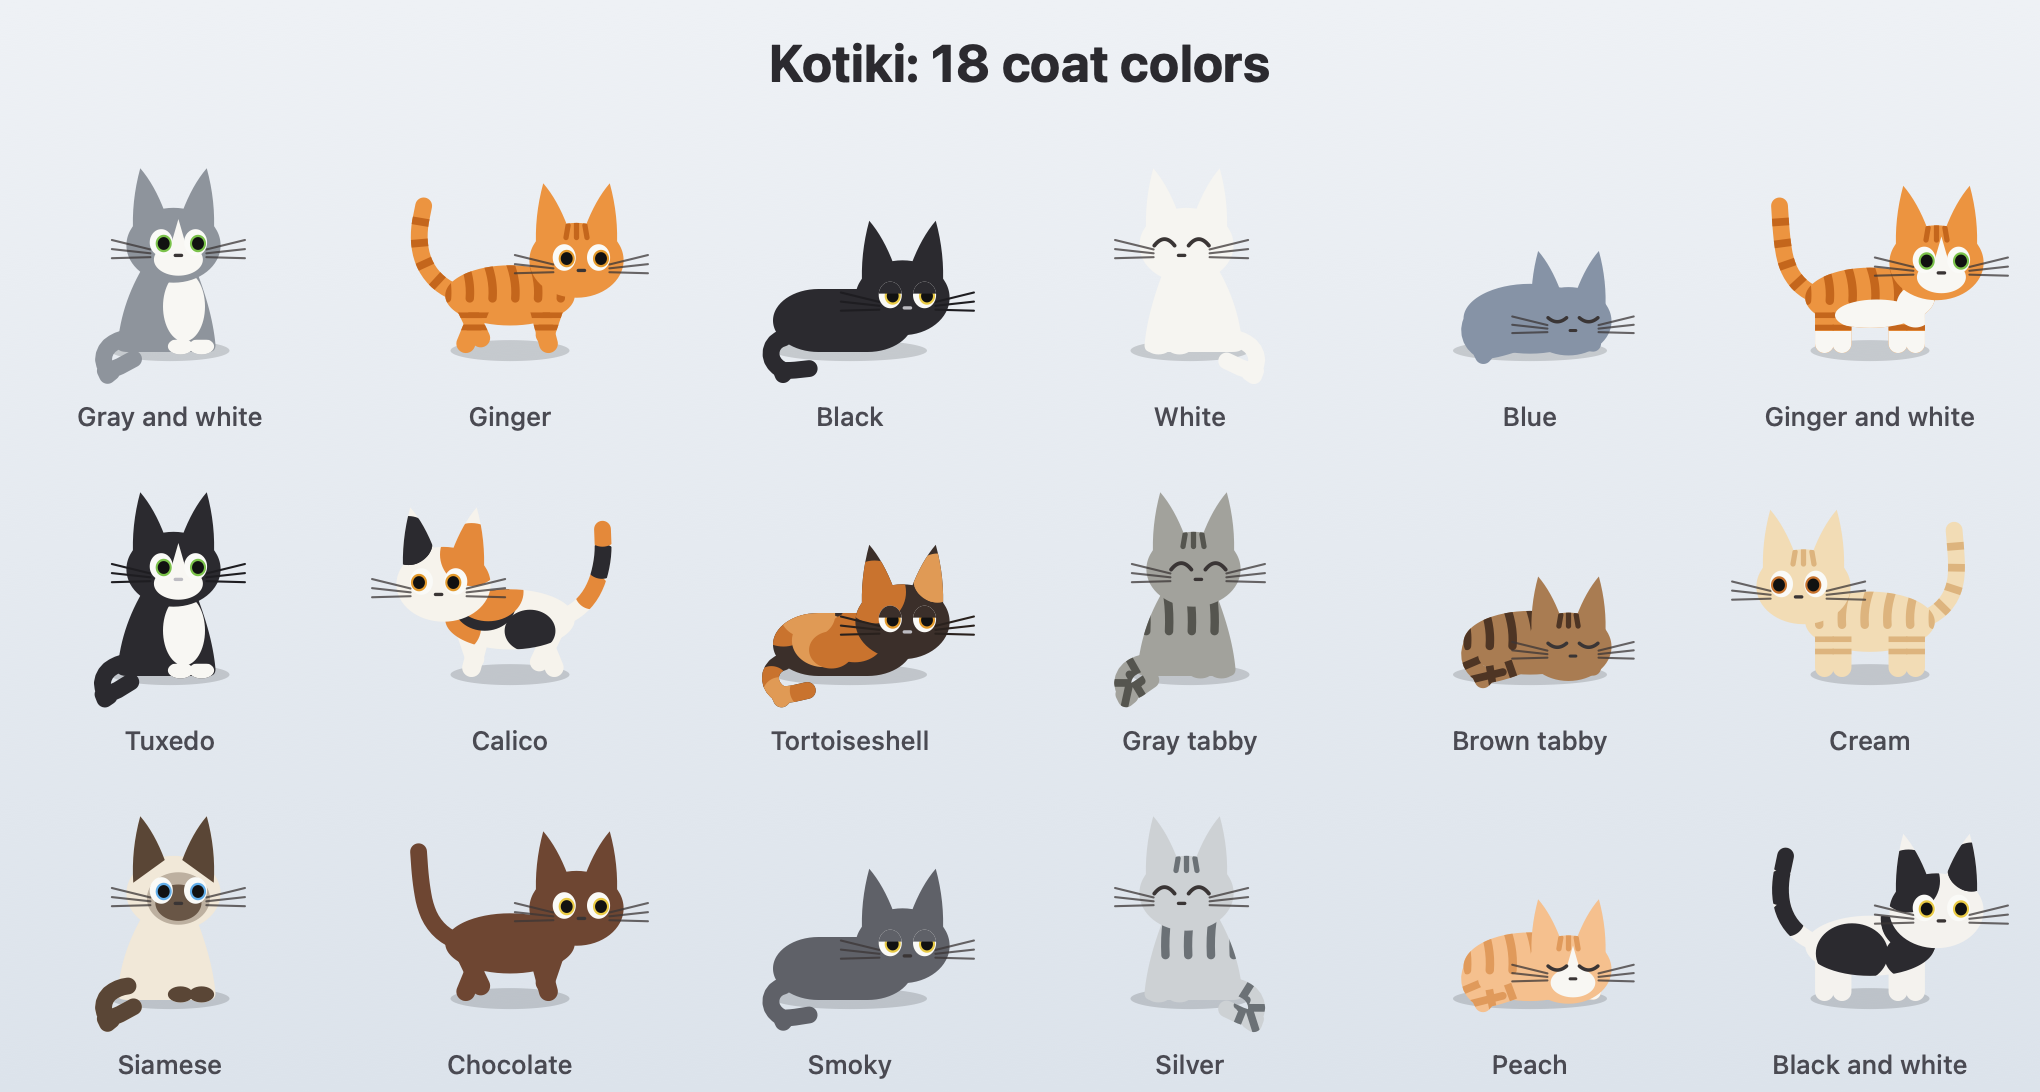 Kotiki: 18 coat colors
Gray and white
Ginger
Black
White
Blue
Ginger and white
Tuxedo
Calico
Tortoiseshell
Gray tabby
Brown tabby
Cream
Siamese
Chocolate
Smoky
Silver
Peach
Black and white